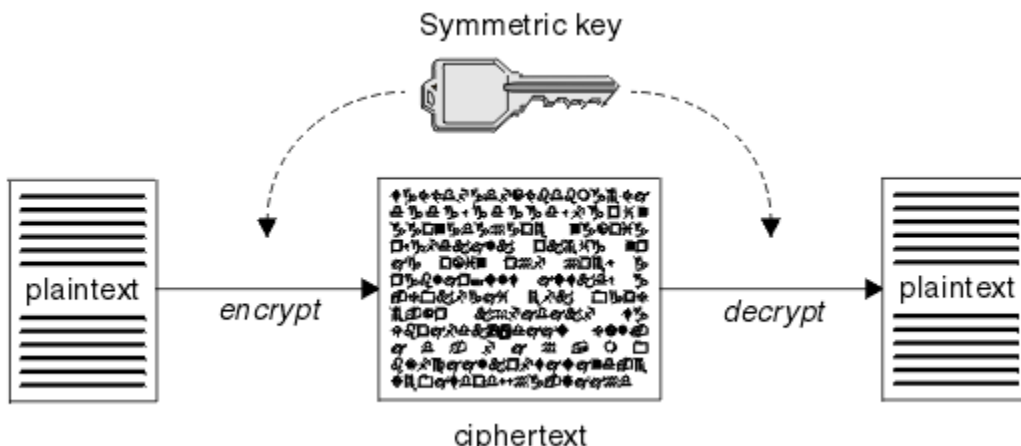 Symmetric key
plaintext
encrypt
decrypt
plaintext
ciphertext